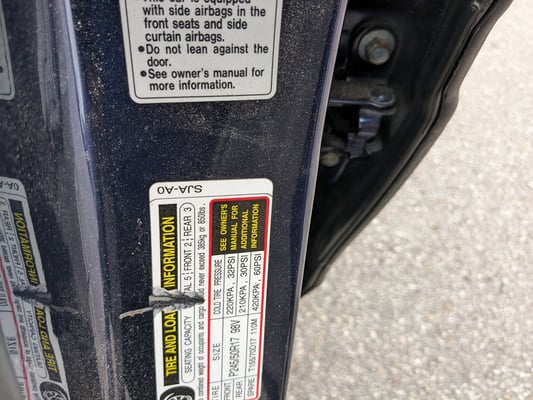 This car is equipped
with side airbags in the
front seats and side
curtain airbags.
•Do not lean against the
door.
•See owner's manual for
more information.
SJA-A0
TIRE AND LOA INFORMATION
SEATING CAPACITY TAL 5 FRONT 2 REAR 3
combined weight of occupants and cargo should never exceed 385kg or 850lbs.
TIRE SIZE COLD TIRE PRESSURE
FRONT P245/50R17 98V 220KPA, 32PSI
REAR 210KPA, 30PSI
SPARE T155/70D17 110M 420KPA, 60PSI
SEE OWNER'S
MANUAL FOR
ADDITIONAL
INFORMATION